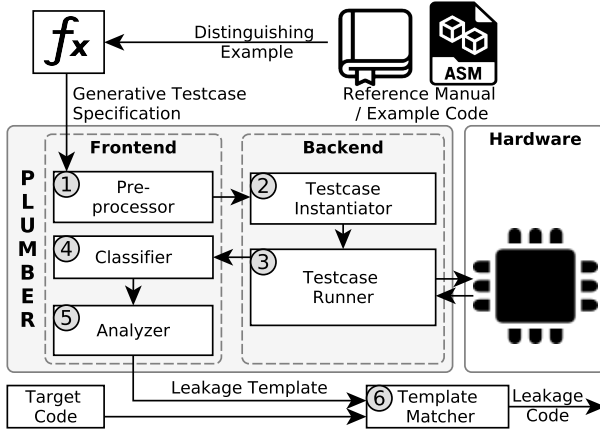 fx
Distinguishing
Example
ASM
Generative Testcase
Specification
Reference Manual
/ Example Code
PLUMBER
Frontend
Backend
Hardware
1
Pre-
processor
2
Testcase
Instantiator
4
Classifier
3
Testcase
Runner
5
Analyzer
Leakage Template
Target
Code
6
Template
Matcher
Leakage
Code